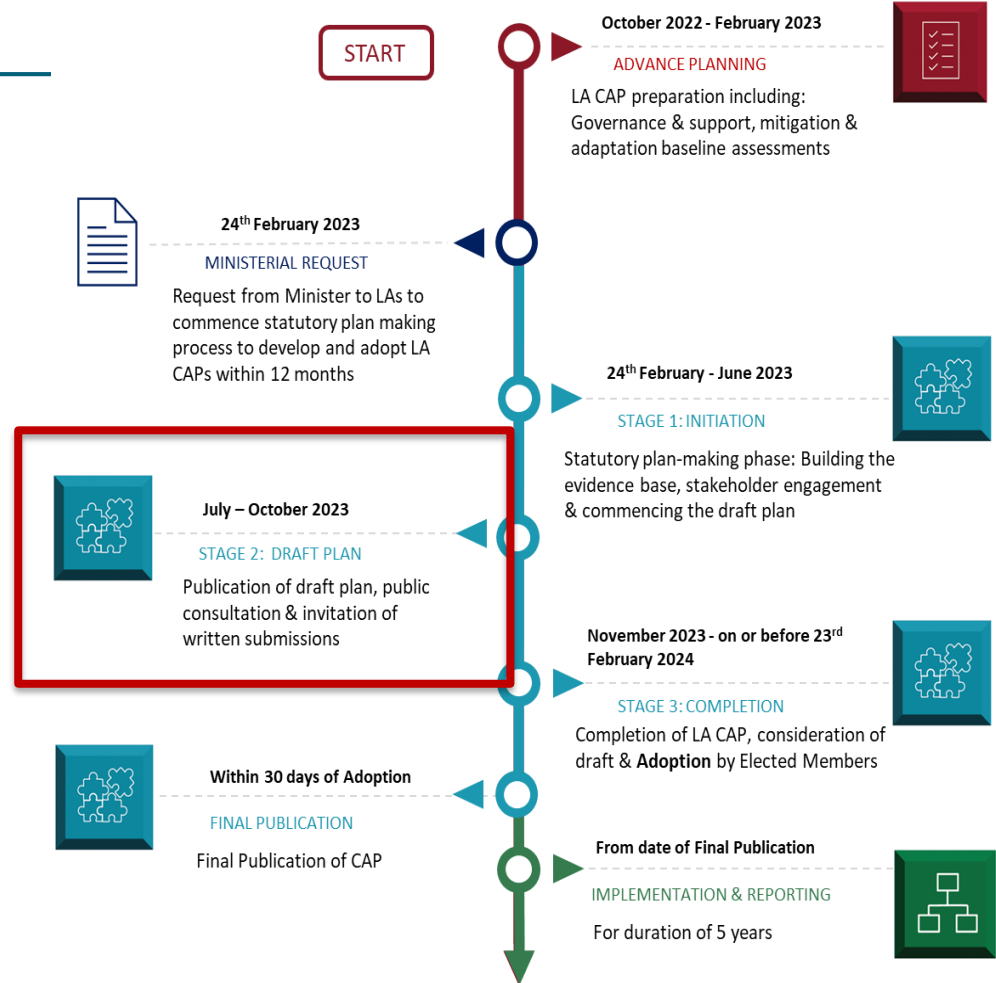 START
October 2022 - February 2023
ADVANCE PLANNING
LA CAP preparation including:
Governance & support, mitigation &
adaptation baseline assessments
24th February 2023
MINISTERIAL REQUEST
Request from Minister to LAs to
commence statutory plan making
process to develop and adopt LA
CAPs within 12 months
24th February - June 2023
STAGE 1: INITIATION
Statutory plan-making phase: Building the
evidence base, stakeholder engagement
& commencing the draft plan
July – October 2023
STAGE 2: DRAFT PLAN
Publication of draft plan, public
consultation & invitation of
written submissions
November 2023 - on or before 23rd
February 2024
STAGE 3: COMPLETION
Completion of LA CAP, consideration of
draft & Adoption by Elected Members
Within 30 days of Adoption
FINAL PUBLICATION
Final Publication of CAP
From date of Final Publication
IMPLEMENTATION & REPORTING
For duration of 5 years